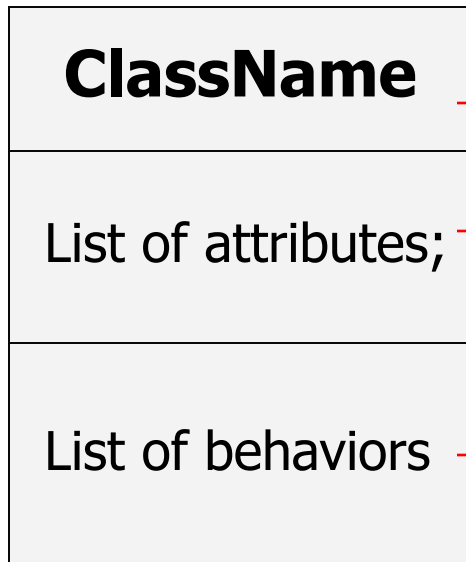 ClassName
List of attributes;
List of behaviors